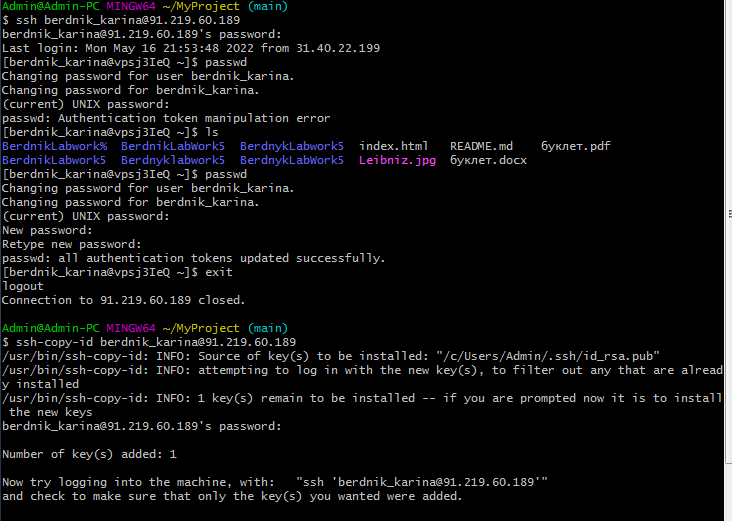 Admin@Admin-PC MINGW64 ~/MyProject (main)
$ ssh berdnik_karina@91.219.60.189
berdnik_karina@91.219.60.189's password:
Last login: Mon May 16 21:53:48 2022 from 31.40.22.199
[berdnik_karina@vpsj3IeQ ~]$ passwd
Changing password for user berdnik_karina.
Changing password for berdnik_karina.
(current) UNIX password:
passwd: Authentication token manipulation error
[berdnik_karina@vpsj3IeQ ~]$ ls
BerdnikLabwork%  BerdnikLabWork5  BerdnykLabwork5  index.html   README.md    буклет.pdf
BerdnikLabwork5  Berdnyklabwork5  BerdnykLabWork5  Leibniz.jpg  буклет.docx
[berdnik_karina@vpsj3IeQ ~]$ passwd
Changing password for user berdnik_karina.
Changing password for berdnik_karina.
(current) UNIX password:
New password:
Retype new password:
passwd: all authentication tokens updated successfully.
[berdnik_karina@vpsj3IeQ ~]$ exit
logout
Connection to 91.219.60.189 closed.
Admin@Admin-PC MINGW64 ~/MyProject (main)
$ ssh-copy-id berdnik_karina@91.219.60.189
/usr/bin/ssh-copy-id: INFO: Source of key(s) to be installed: "/c/Users/Admin/.ssh/id_rsa.pub"
/usr/bin/ssh-copy-id: INFO: attempting to log in with the new key(s), to filter out any that are alread
y installed
/usr/bin/ssh-copy-id: INFO: 1 key(s) remain to be installed -- if you are prompted now it is to install
 the new keys
berdnik_karina@91.219.60.189's password:
Number of key(s) added: 1
Now try logging into the machine, with:   "ssh 'berdnik_karina@91.219.60.189'"
and check to make sure that only the key(s) you wanted were added.